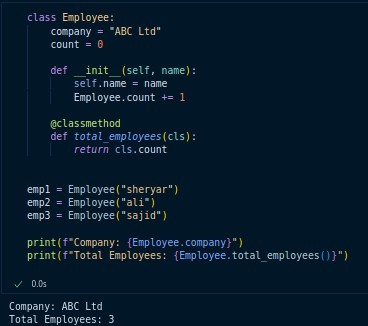 class Employee:
    company = "ABC Ltd"
    count = 0

    def __init__(self, name):
        self.name = name
        Employee.count += 1

    @classmethod
    def total_employees(cls):
        return cls.count


emp1 = Employee("sheryar")
emp2 = Employee("ali")
emp3 = Employee("sajid")

print(f"Company: {Employee.company}")
print(f"Total Employees: {Employee.total_employees()}")
✓ 0.0s
Company: ABC Ltd
Total Employees: 3